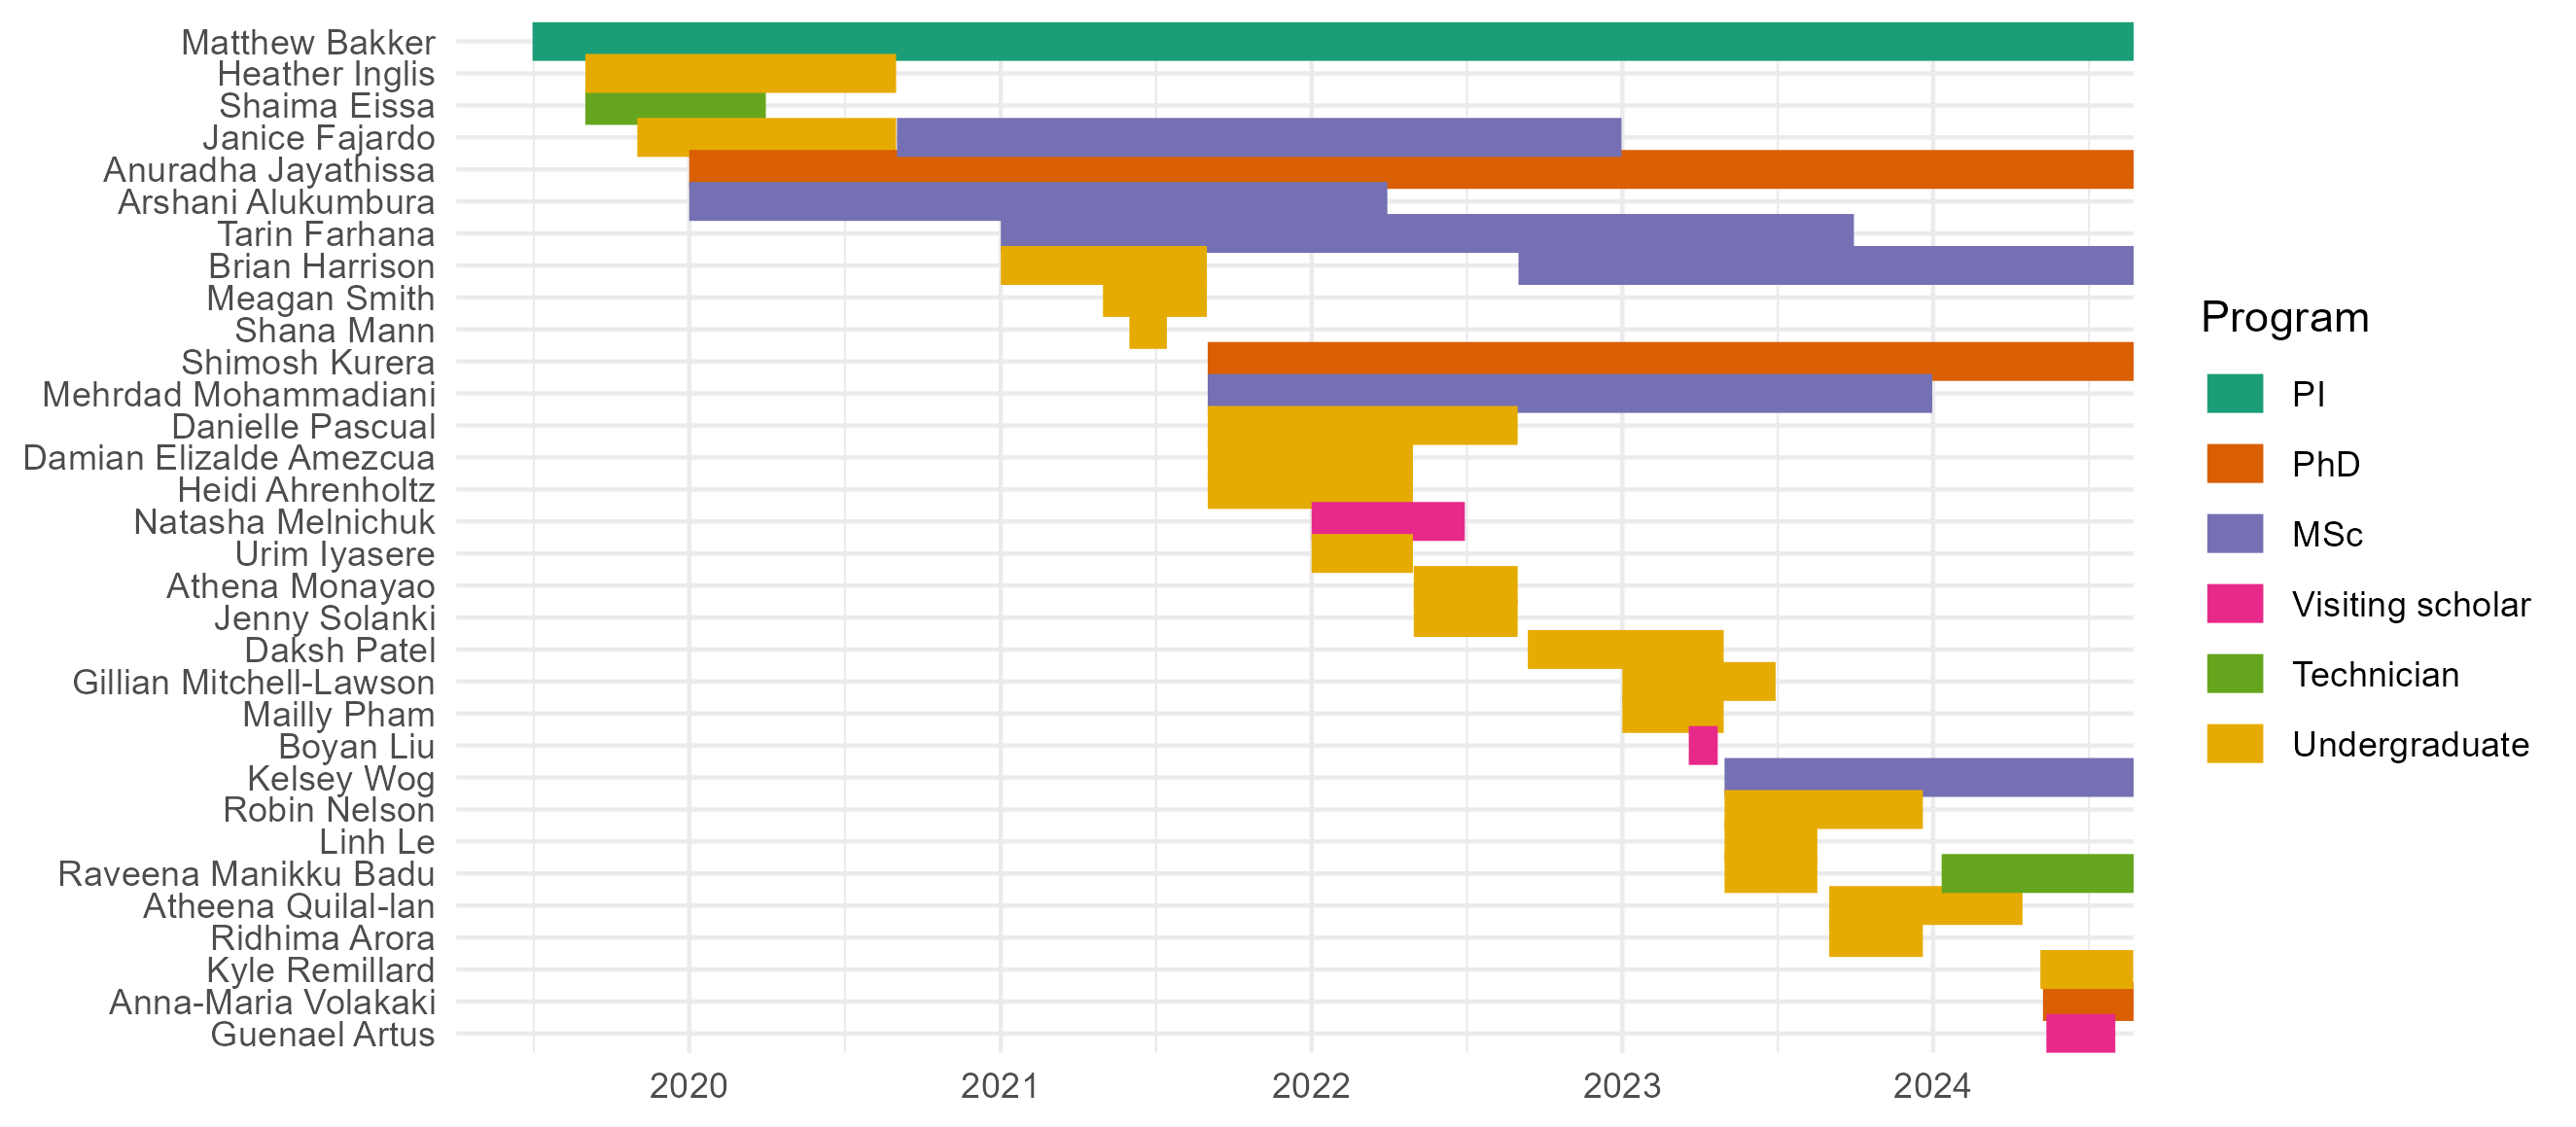 Matthew Bakker
Heather Inglis
Shaima Eissa
Janice Fajardo
Anuradha Jayathissa
Arshani Alukumbura
Tarin Farhana
Brian Harrison
Meagan Smith
Shana Mann
Shimosh Kurera
Mehrdad Mohammadiani
Danielle Pascual
Damian Elizalde Amezcua
Heidi Ahrenholtz
Natasha Melnichuk
Urim Iyasere
Athena Monayao
Jenny Solanki
Daksh Patel
Gillian Mitchell-Lawson
Mailly Pham
Boyan Liu
Kelsey Wog
Robin Nelson
Linh Le
Raveena Manikku Badu
Atheena Quilal-lan
Ridhima Arora
Kyle Remillard
Anna-Maria Volakaki
Guenael Artus
2020 2021 2022 2023 2024
Program
PI
PhD
MSc
Visiting scholar
Technician
Undergraduate